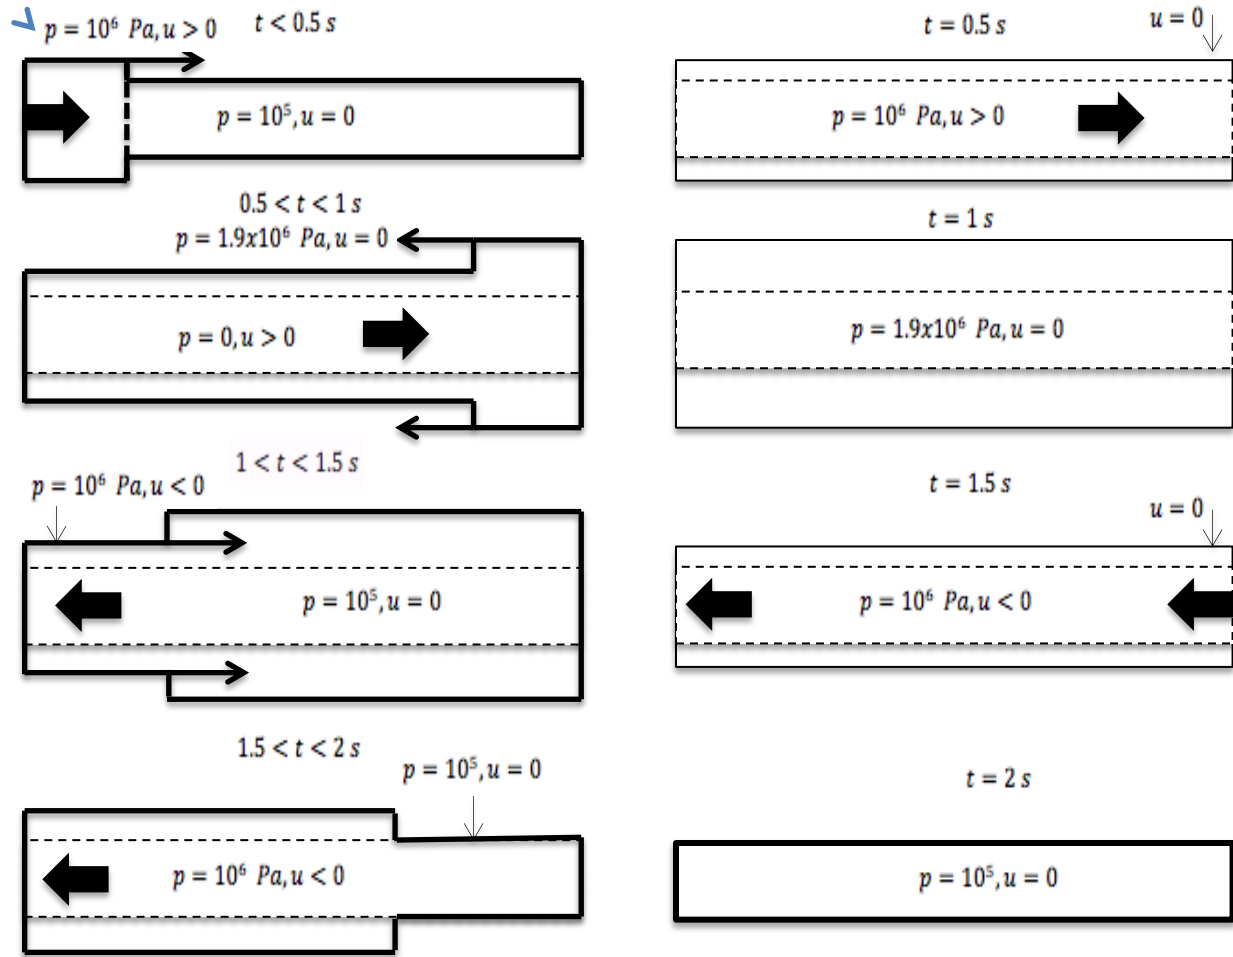 p = 10⁶ Pa, u > 0
t < 0.5 s
p = 10⁵, u = 0
t = 0.5 s
u = 0
p = 10⁶ Pa, u > 0
0.5 < t < 1 s
p = 1.9x10⁶ Pa, u = 0
p = 0, u > 0
t = 1 s
p = 1.9x10⁶ Pa, u = 0
1 < t < 1.5 s
p = 10⁶ Pa, u < 0
p = 10⁵, u = 0
t = 1.5 s
u = 0
p = 10⁶ Pa, u < 0
1.5 < t < 2 s
p = 10⁵, u = 0
p = 10⁶ Pa, u < 0
t = 2 s
p = 10⁵, u = 0